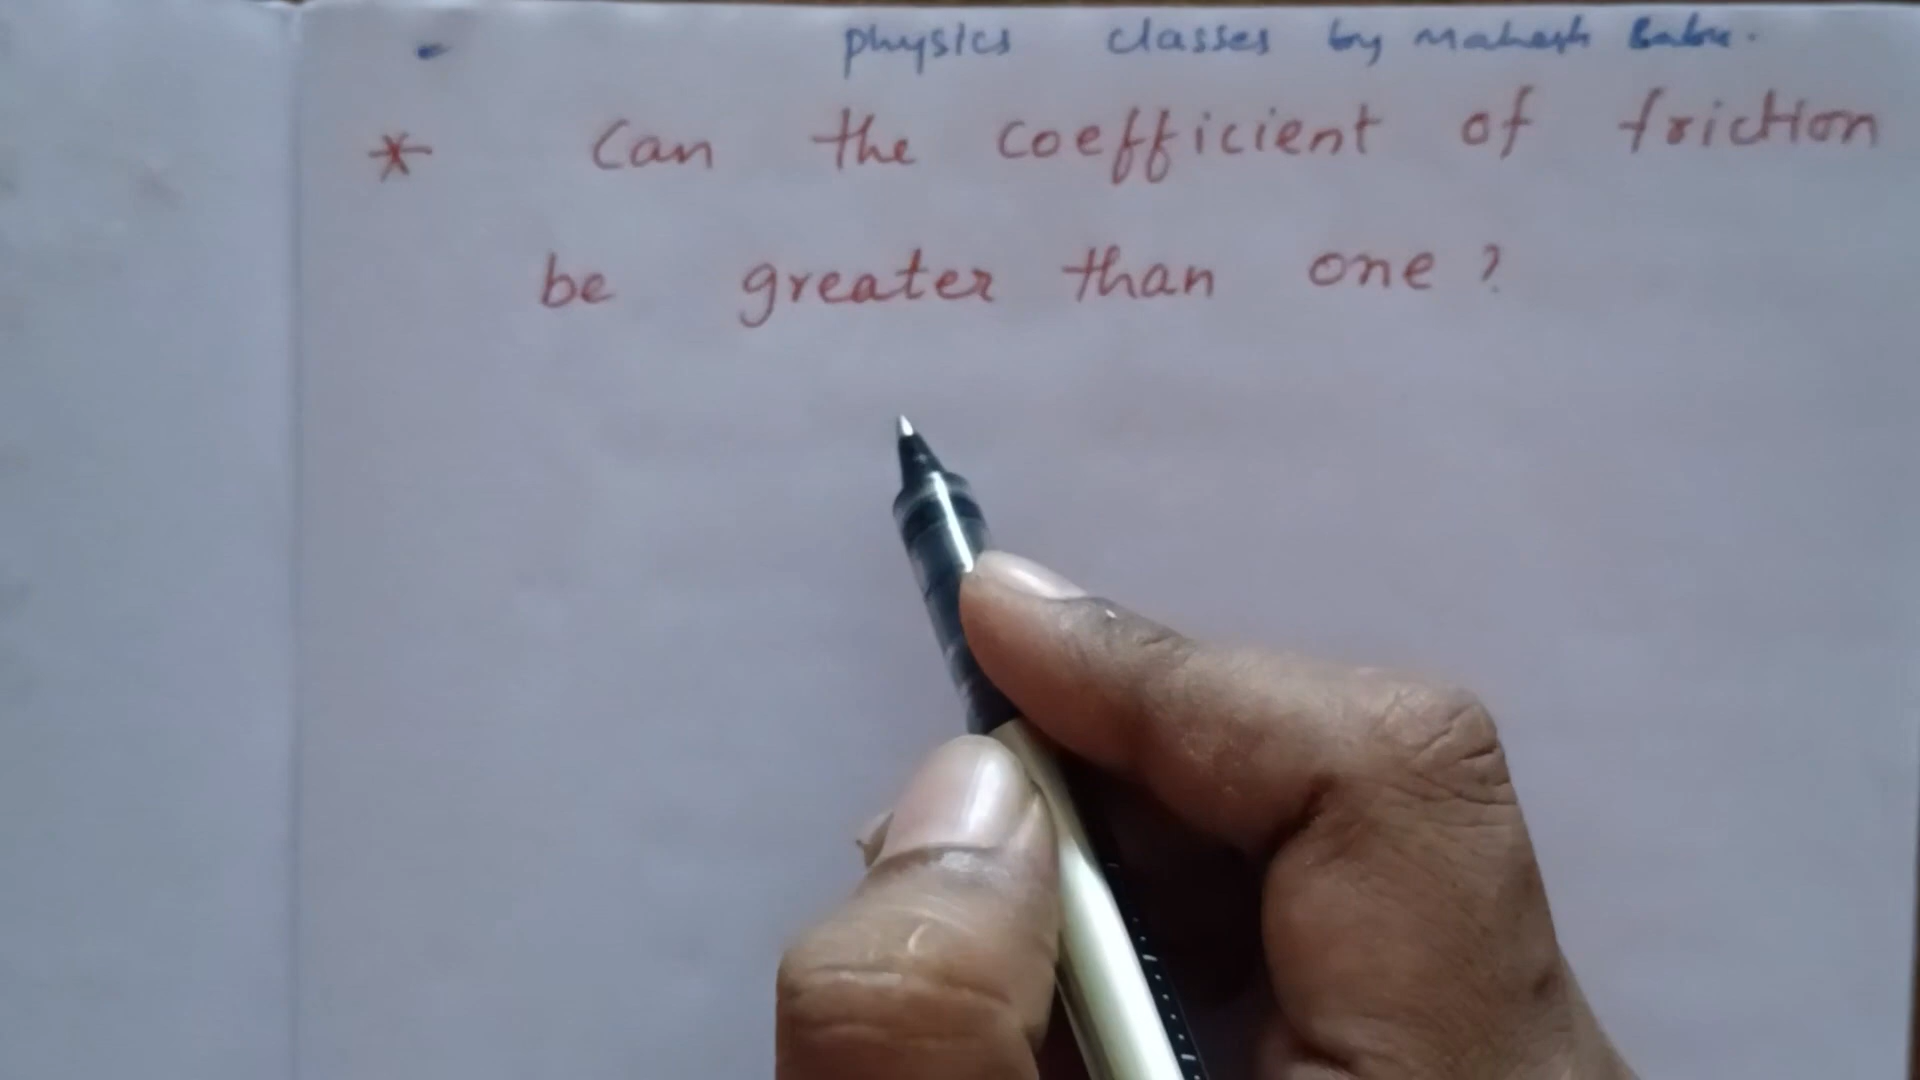 physics classes by Mahesh Babu.
* Can the coefficient of friction
be greater than one?